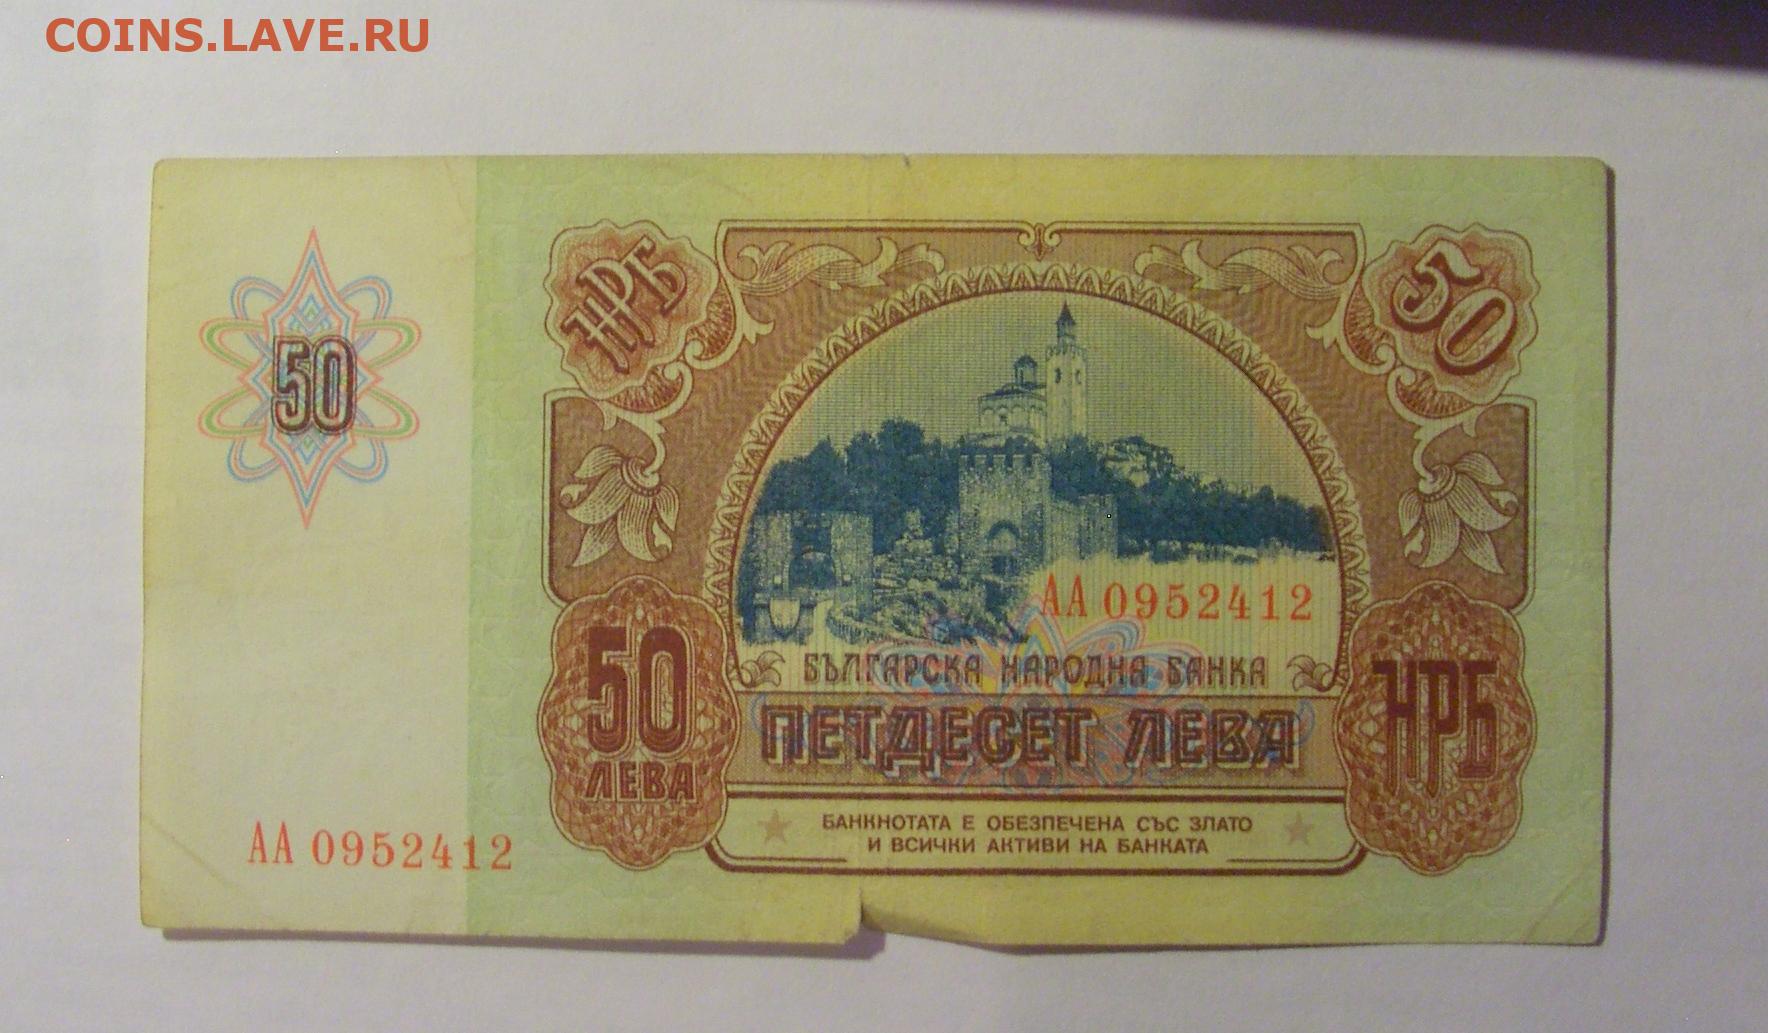 COINS.LAVE.RU
НРБ
50
50
АА 0952412
БЪЛГАРСКА НАРОДНА БАНКА
50
ЛЕВА
ПЕТДЕСЕТ ЛЕВА
НРБ
БАНКНОТАТА Е ОБЕЗПЕЧЕНА СЪС ЗЛАТО
И ВСИЧКИ АКТИВИ НА БАНКАТА
АА 0952412